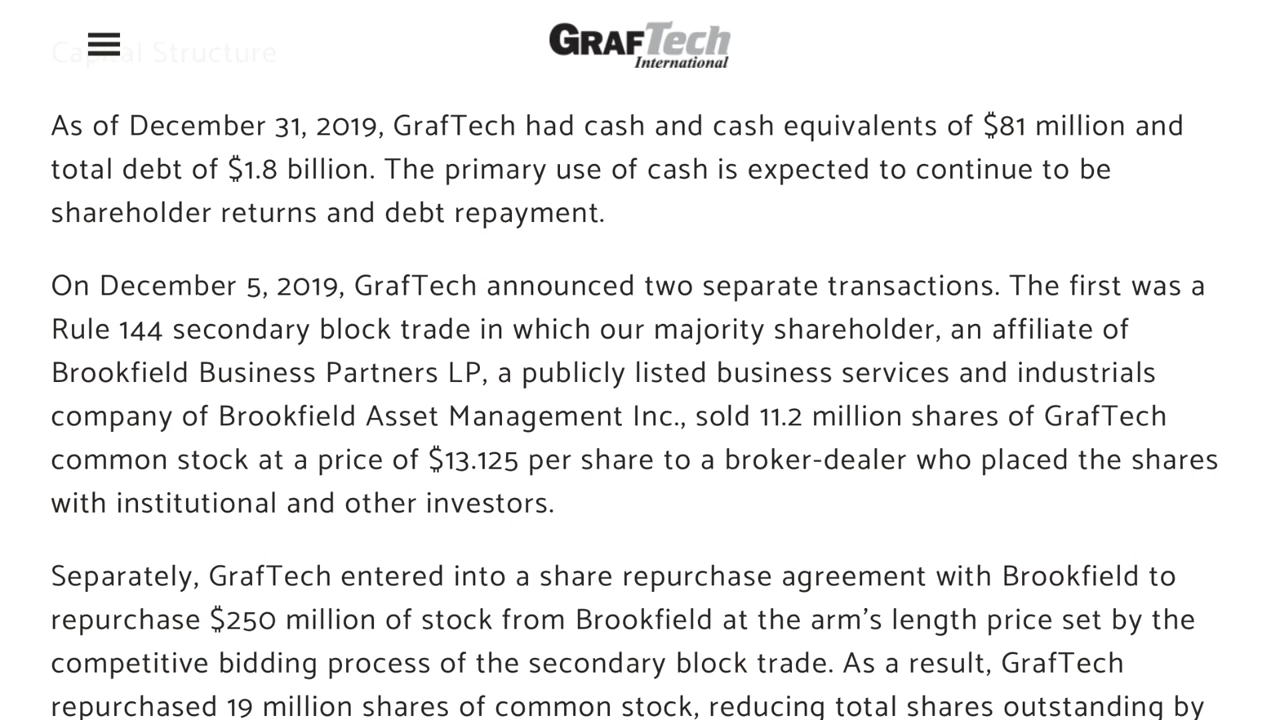 Capital Structure
GRAFTech
International
As of December 31, 2019, GrafTech had cash and cash equivalents of $81 million and
total debt of $1.8 billion. The primary use of cash is expected to continue to be
shareholder returns and debt repayment.
On December 5, 2019, GrafTech announced two separate transactions. The first was a
Rule 144 secondary block trade in which our majority shareholder, an affiliate of
Brookfield Business Partners LP, a publicly listed business services and industrials
company of Brookfield Asset Management Inc., sold 11.2 million shares of GrafTech
common stock at a price of $13.125 per share to a broker-dealer who placed the shares
with institutional and other investors.
Separately, GrafTech entered into a share repurchase agreement with Brookfield to
repurchase $250 million of stock from Brookfield at the arm’s length price set by the
competitive bidding process of the secondary block trade. As a result, GrafTech
repurchased 19 million shares of common stock, reducing total shares outstanding by